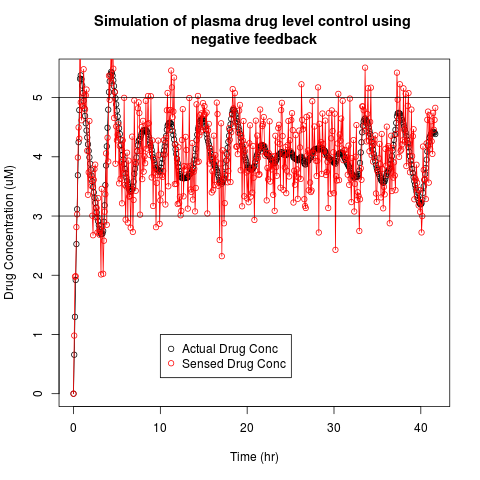 Simulation of plasma drug level control using
negative feedback
Drug Concentration (uM)
5
4
3
2
1
0
Actual Drug Conc
Sensed Drug Conc
0 10 20 30 40
Time (hr)